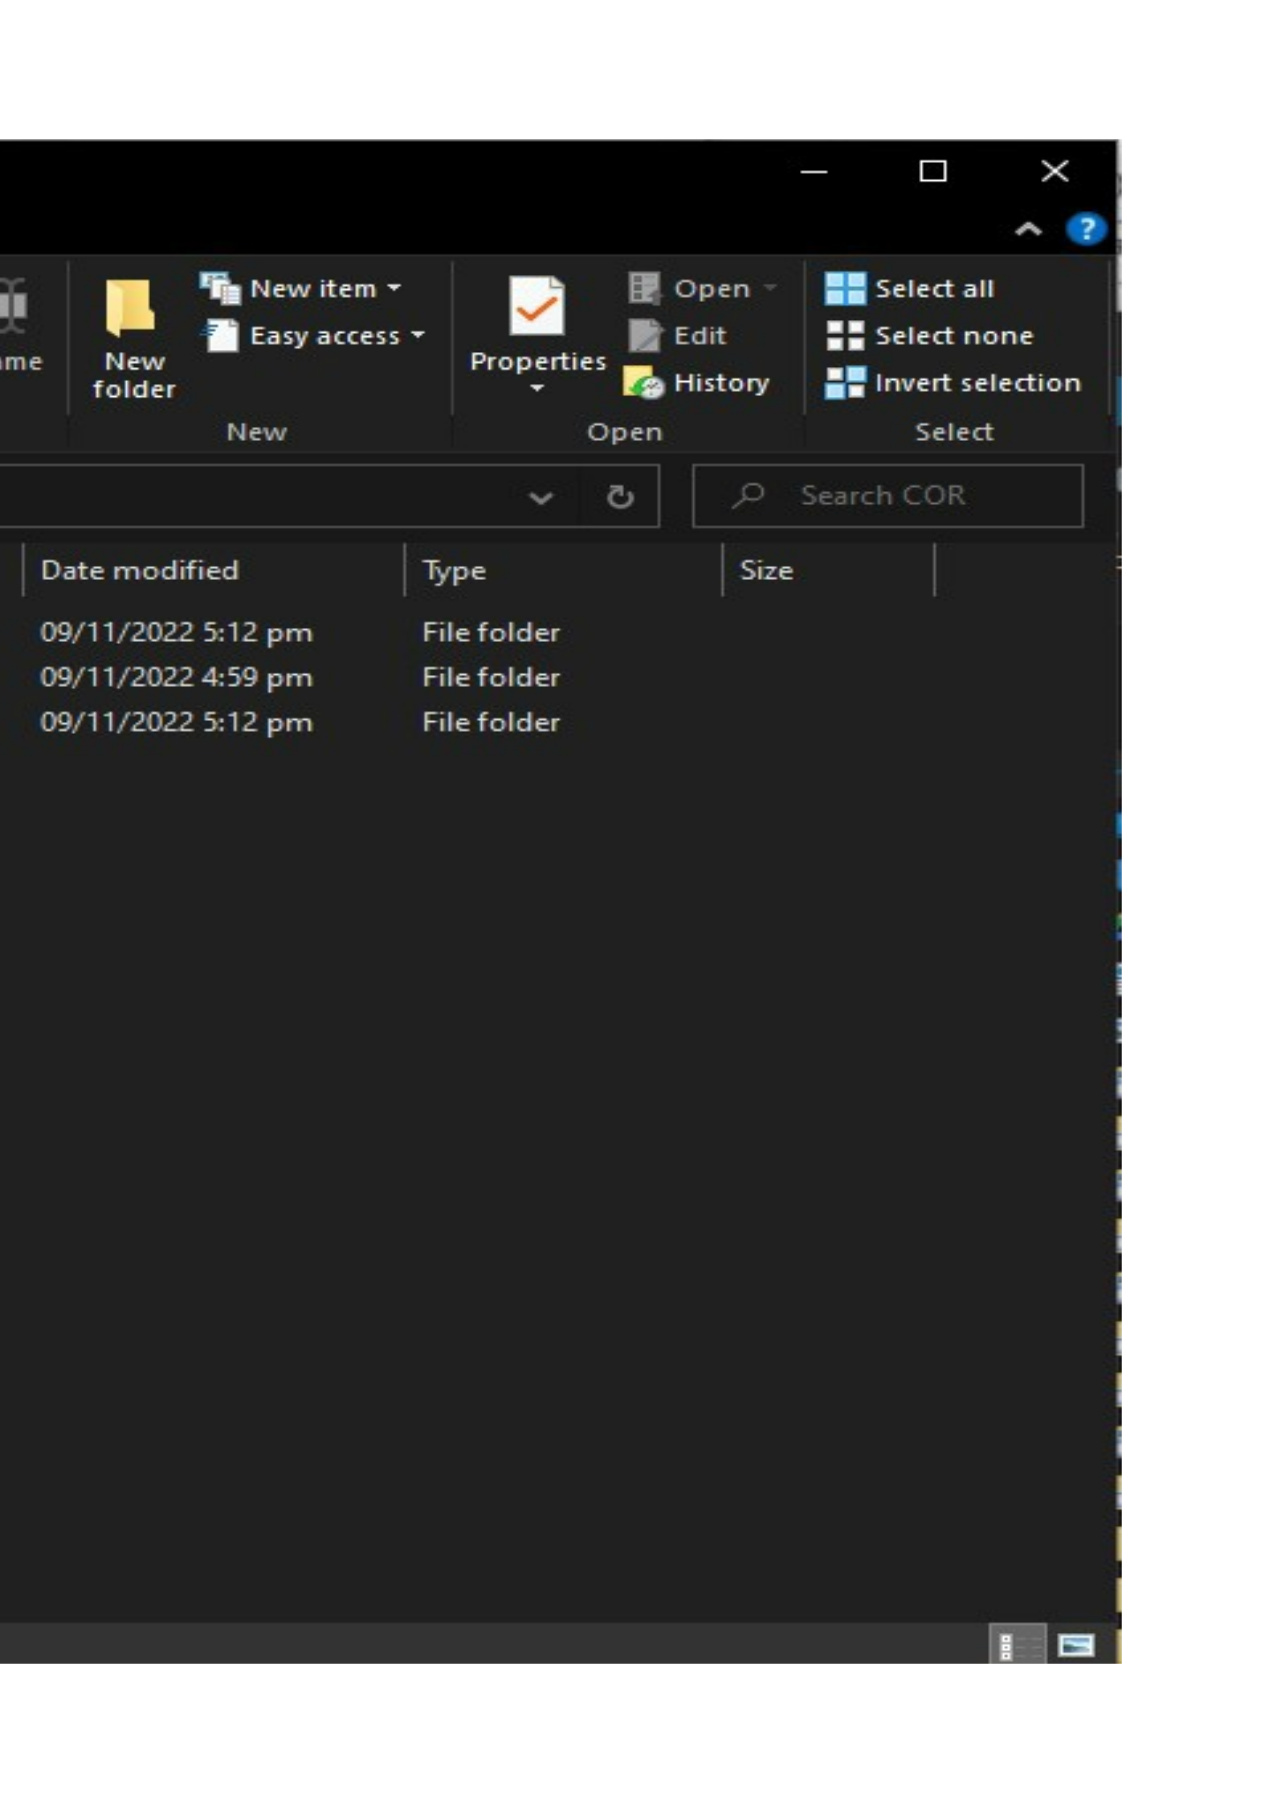 ?
New item
Open
Select all
Easy access
Edit
Select none
New
folder
Properties
History
Invert selection
New
Open
Select
Search COR
Date modified
Type
Size
09/11/2022 5:12 pm
File folder
09/11/2022 4:59 pm
File folder
09/11/2022 5:12 pm
File folder